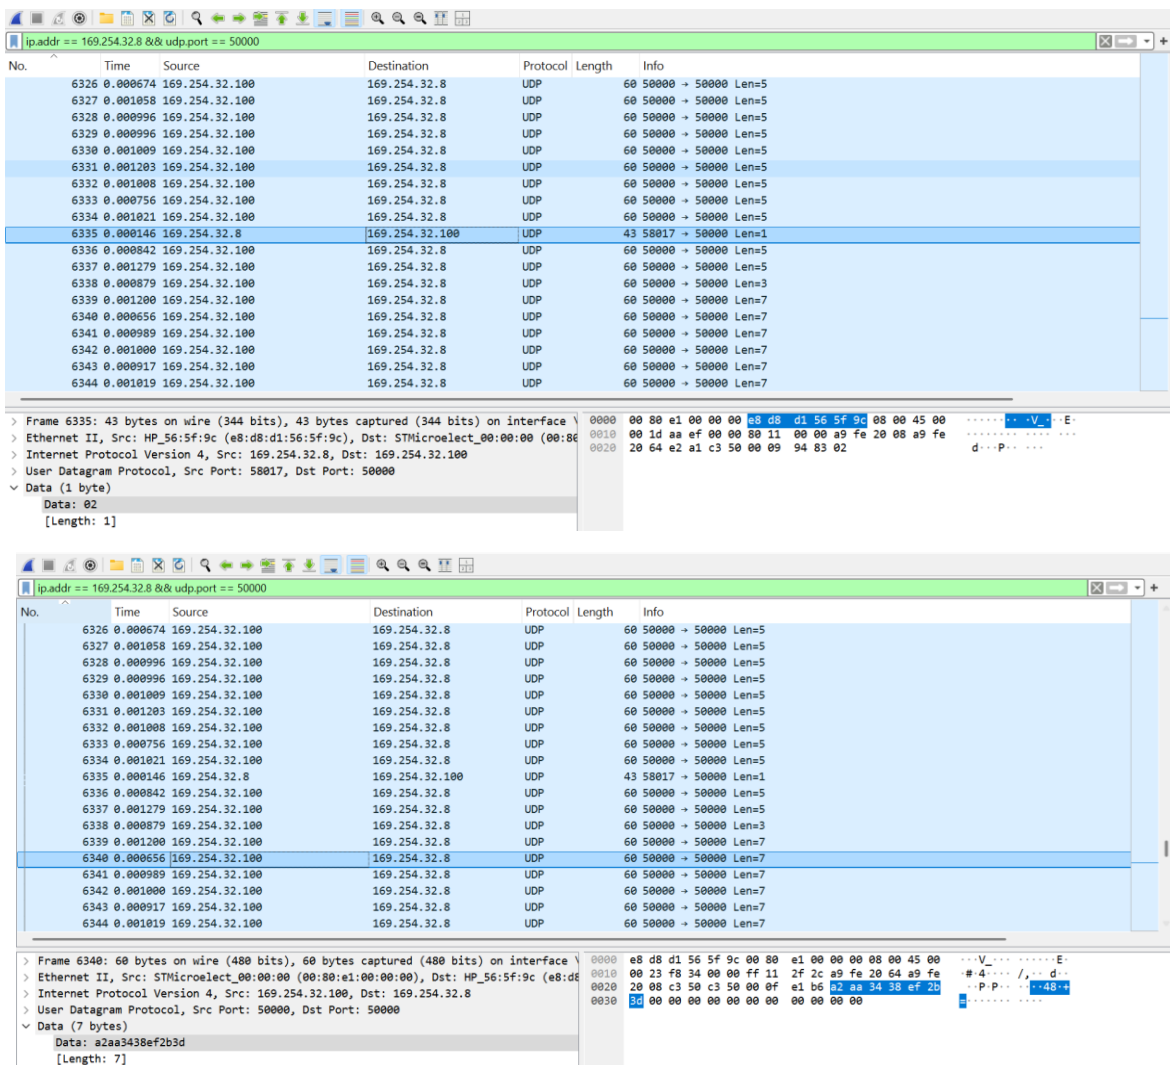 ip.addr == 169.254.32.8 && udp.port == 50000
No. Time Source Destination Protocol Length Info
6326 0.000674 169.254.32.100 169.254.32.8 UDP 60 50000 → 50000 Len=5
6327 0.001058 169.254.32.100 169.254.32.8 UDP 60 50000 → 50000 Len=5
6328 0.000996 169.254.32.100 169.254.32.8 UDP 60 50000 → 50000 Len=5
6329 0.000996 169.254.32.100 169.254.32.8 UDP 60 50000 → 50000 Len=5
6330 0.001009 169.254.32.100 169.254.32.8 UDP 60 50000 → 50000 Len=5
6331 0.001203 169.254.32.100 169.254.32.8 UDP 60 50000 → 50000 Len=5
6332 0.001008 169.254.32.100 169.254.32.8 UDP 60 50000 → 50000 Len=5
6333 0.000756 169.254.32.100 169.254.32.8 UDP 60 50000 → 50000 Len=5
6334 0.001021 169.254.32.100 169.254.32.8 UDP 60 50000 → 50000 Len=5
6335 0.000146 169.254.32.8 169.254.32.100 UDP 43 58017 → 50000 Len=1
6336 0.000842 169.254.32.100 169.254.32.8 UDP 60 50000 → 50000 Len=5
6337 0.001279 169.254.32.100 169.254.32.8 UDP 60 50000 → 50000 Len=5
6338 0.000879 169.254.32.100 169.254.32.8 UDP 60 50000 → 50000 Len=3
6339 0.001200 169.254.32.100 169.254.32.8 UDP 60 50000 → 50000 Len=7
6340 0.000656 169.254.32.100 169.254.32.8 UDP 60 50000 → 50000 Len=7
6341 0.000989 169.254.32.100 169.254.32.8 UDP 60 50000 → 50000 Len=7
6342 0.001000 169.254.32.100 169.254.32.8 UDP 60 50000 → 50000 Len=7
6343 0.000917 169.254.32.100 169.254.32.8 UDP 60 50000 → 50000 Len=7
6344 0.001019 169.254.32.100 169.254.32.8 UDP 60 50000 → 50000 Len=7
> Frame 6335: 43 bytes on wire (344 bits), 43 bytes captured (344 bits) on interface \
> Ethernet II, Src: HP_56:5f:9c (e8:d8:d1:56:5f:9c), Dst: STMicroelect_00:00:00 (00:80
> Internet Protocol Version 4, Src: 169.254.32.8, Dst: 169.254.32.100
> User Datagram Protocol, Src Port: 58017, Dst Port: 50000
Data (1 byte)
Data: 02
[Length: 1]
0000 00 80 e1 00 00 00 e8 d8 d1 56 5f 9c 08 00 45 00 ········ ·V_···E·
0010 00 1d aa ef 00 00 80 11 00 00 a9 fe 20 08 a9 fe ········ ···· ···
0020 20 64 e2 a1 c3 50 00 09 94 83 02 d···P·· ···
ip.addr == 169.254.32.8 && udp.port == 50000
No. Time Source Destination Protocol Length Info
6326 0.000674 169.254.32.100 169.254.32.8 UDP 60 50000 → 50000 Len=5
6327 0.001058 169.254.32.100 169.254.32.8 UDP 60 50000 → 50000 Len=5
6328 0.000996 169.254.32.100 169.254.32.8 UDP 60 50000 → 50000 Len=5
6329 0.000996 169.254.32.100 169.254.32.8 UDP 60 50000 → 50000 Len=5
6330 0.001009 169.254.32.100 169.254.32.8 UDP 60 50000 → 50000 Len=5
6331 0.001203 169.254.32.100 169.254.32.8 UDP 60 50000 → 50000 Len=5
6332 0.001008 169.254.32.100 169.254.32.8 UDP 60 50000 → 50000 Len=5
6333 0.000756 169.254.32.100 169.254.32.8 UDP 60 50000 → 50000 Len=5
6334 0.001021 169.254.32.100 169.254.32.8 UDP 60 50000 → 50000 Len=5
6335 0.000146 169.254.32.8 169.254.32.100 UDP 43 58017 → 50000 Len=1
6336 0.000842 169.254.32.100 169.254.32.8 UDP 60 50000 → 50000 Len=5
6337 0.001279 169.254.32.100 169.254.32.8 UDP 60 50000 → 50000 Len=5
6338 0.000879 169.254.32.100 169.254.32.8 UDP 60 50000 → 50000 Len=3
6339 0.001200 169.254.32.100 169.254.32.8 UDP 60 50000 → 50000 Len=7
6340 0.000656 169.254.32.100 169.254.32.8 UDP 60 50000 → 50000 Len=7
6341 0.000989 169.254.32.100 169.254.32.8 UDP 60 50000 → 50000 Len=7
6342 0.001000 169.254.32.100 169.254.32.8 UDP 60 50000 → 50000 Len=7
6343 0.000917 169.254.32.100 169.254.32.8 UDP 60 50000 → 50000 Len=7
6344 0.001019 169.254.32.100 169.254.32.8 UDP 60 50000 → 50000 Len=7
> Frame 6340: 60 bytes on wire (480 bits), 60 bytes captured (480 bits) on interface \
> Ethernet II, Src: STMicroelect_00:00:00 (00:80:e1:00:00:00), Dst: HP_56:5f:9c (e8:d8
> Internet Protocol Version 4, Src: 169.254.32.100, Dst: 169.254.32.8
> User Datagram Protocol, Src Port: 50000, Dst Port: 50000
Data (7 bytes)
Data: a2aa3438ef2b3d
[Length: 7]
0000 e8 d8 d1 56 5f 9c 00 80 e1 00 00 00 08 00 45 00 ···V_··· ······E·
0010 00 23 f8 34 00 00 ff 11 2f 2c a9 fe 20 64 a9 fe ·#·4···· /,·· d··
0020 20 08 c3 50 c3 50 00 0f e1 b6 a2 aa 34 38 ef 2b ··P·P·· ····48·+
0030 3d 00 00 00 00 00 00 00 00 00 00 00 =······· ····